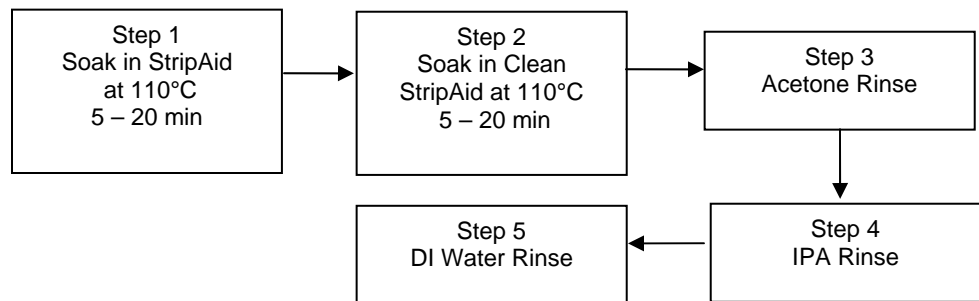 Step 1
Soak in StripAid
at 110°C
5 – 20 min
Step 2
Soak in Clean
StripAid at 110°C
5 – 20 min
Step 3
Acetone Rinse
Step 4
IPA Rinse
Step 5
DI Water Rinse